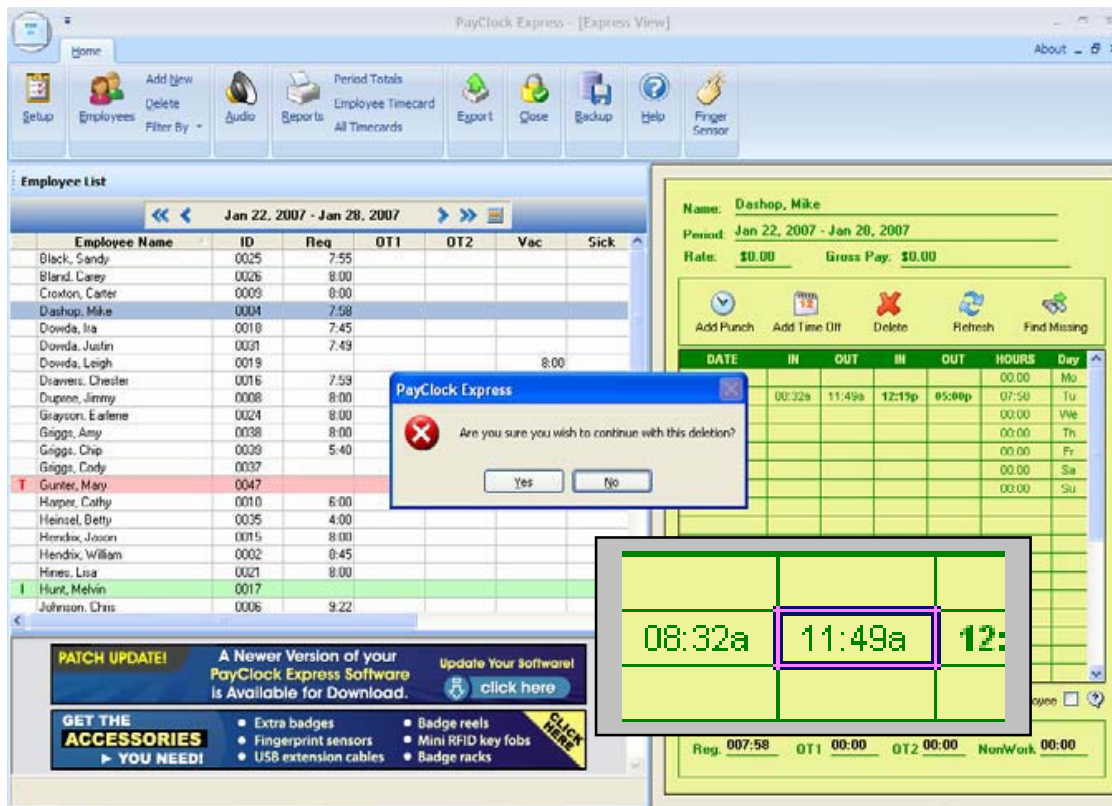 PayClock Express - [Express View]
Home
About
Setup
Employees
Add New
Delete
Filter By
Audio
Reports
Period Totals
Employee Timecard
All Timecards
Export
Close
Backup
Help
Finger Sensor
Employee List
Jan 22, 2007 - Jan 28, 2007
Employee Name ID Reg OT1 OT2 Vac Sick
Black, Sandy 0025 7:55
Bland, Carey 0026 8:00
Croxton, Carter 0009 8:00
Dashop, Mike 0004 7:58
Dowda, Ira 0018 7:45
Dowda, Justin 0031 7:49
Dowda, Leigh 0019 8:00
Drawers, Chester 0016 7:59
Dupree, Jimmy 0008 8:00
Grayson, Earlene 0024 8:00
Griggs, Amy 0038 8:00
Griggs, Chip 0039 5:40
Griggs, Cody 0037
T Gunter, Mary 0047
Harper, Cathy 0010 6:00
Heinsel, Betty 0035 4:00
Hendrix, Jason 0015 8:00
Hendrix, William 0002 8:45
Hines, Lisa 0021 8:00
I Hunt, Melvin 0017
Johnson, Chris 0006 9:22
PATCH UPDATE!
A Newer Version of your
PayClock Express Software
is Available for Download.
Update Your Software!
click here
GET THE
ACCESSORIES
YOU NEED!
• Extra badges
• Fingerprint sensors
• USB extension cables
• Badge reels
• Mini RFID key fobs
• Badge racks
CLICK HERE
PayClock Express
Are you sure you wish to continue with this deletion?
Yes No
Name: Dashop, Mike
Period: Jan 22, 2007 - Jan 28, 2007
Rate: $0.00 Gross Pay: $0.00
12
Add Punch Add Time Off Delete Refresh Find Missing
DATE IN OUT IN OUT HOURS Day
00:00 Mo
08:32a 11:49a 12:19p 05:00p 07:58 Tu
00:00 We
00:00 Th
00:00 Fr
00:00 Sa
00:00 Su
08:32a 11:49a 12:
oyee
Reg. 007:58 OT1 00:00 OT2 00:00 NonWork 00:00